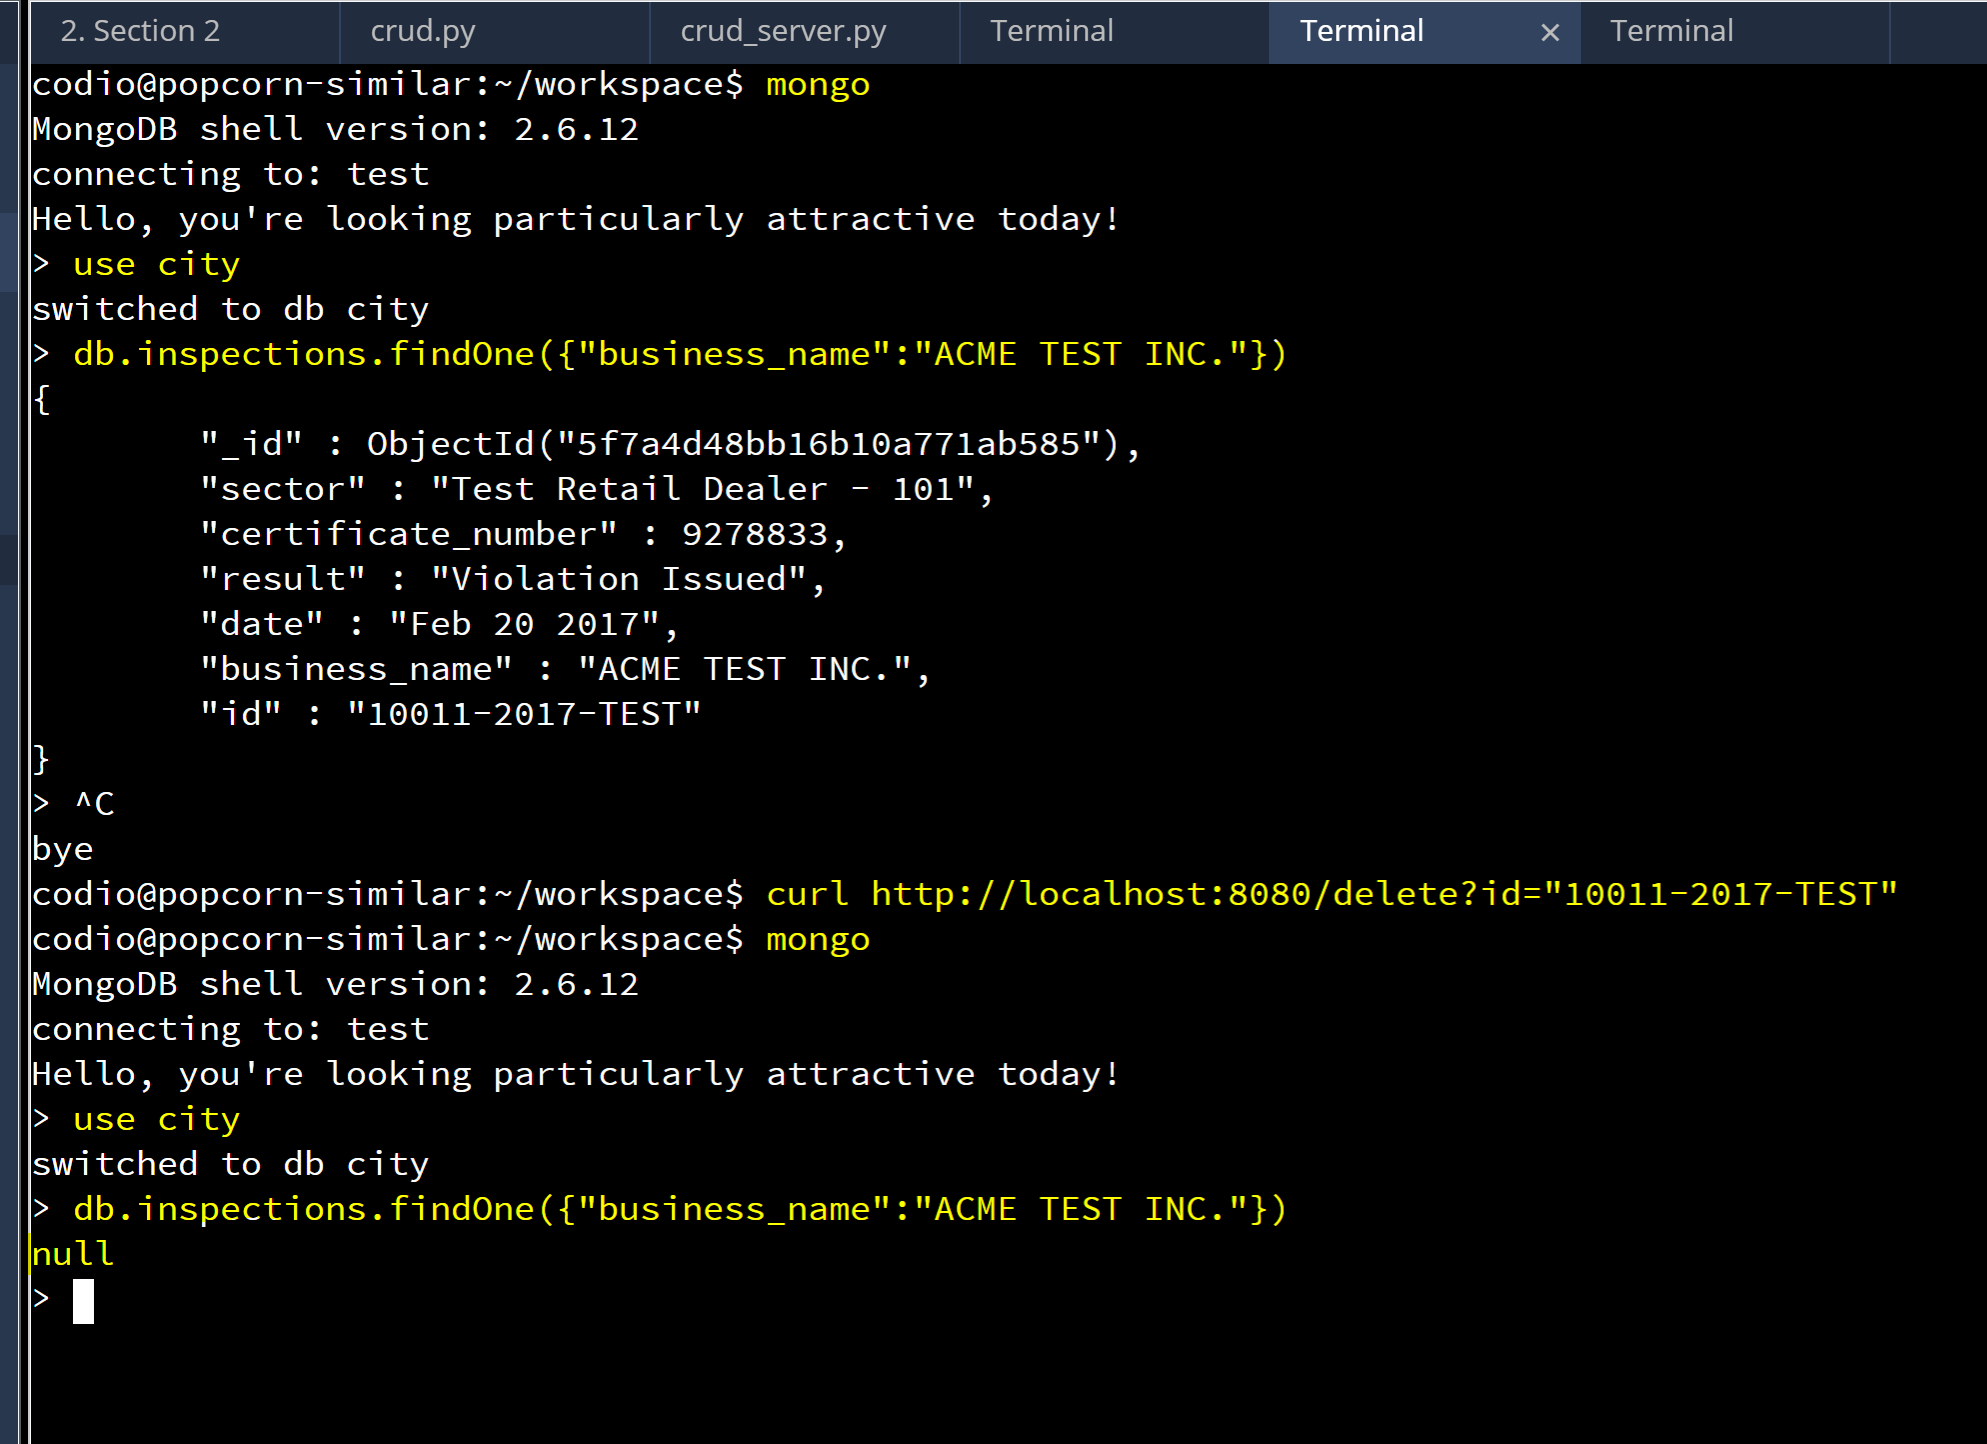 2. Section 2 crud.py crud_server.py Terminal Terminal × Terminal
codio@popcorn-similar:~/workspace$ mongo
MongoDB shell version: 2.6.12
connecting to: test
Hello, you're looking particularly attractive today!
> use city
switched to db city
> db.inspections.findOne({"business_name":"ACME TEST INC."})
{
        "_id" : ObjectId("5f7a4d48bb16b10a771ab585"),
        "sector" : "Test Retail Dealer - 101",
        "certificate_number" : 9278833,
        "result" : "Violation Issued",
        "date" : "Feb 20 2017",
        "business_name" : "ACME TEST INC.",
        "id" : "10011-2017-TEST"
}
> ^C
bye
codio@popcorn-similar:~/workspace$ curl http://localhost:8080/delete?id="10011-2017-TEST"
codio@popcorn-similar:~/workspace$ mongo
MongoDB shell version: 2.6.12
connecting to: test
Hello, you're looking particularly attractive today!
> use city
switched to db city
> db.inspections.findOne({"business_name":"ACME TEST INC."})
null
>